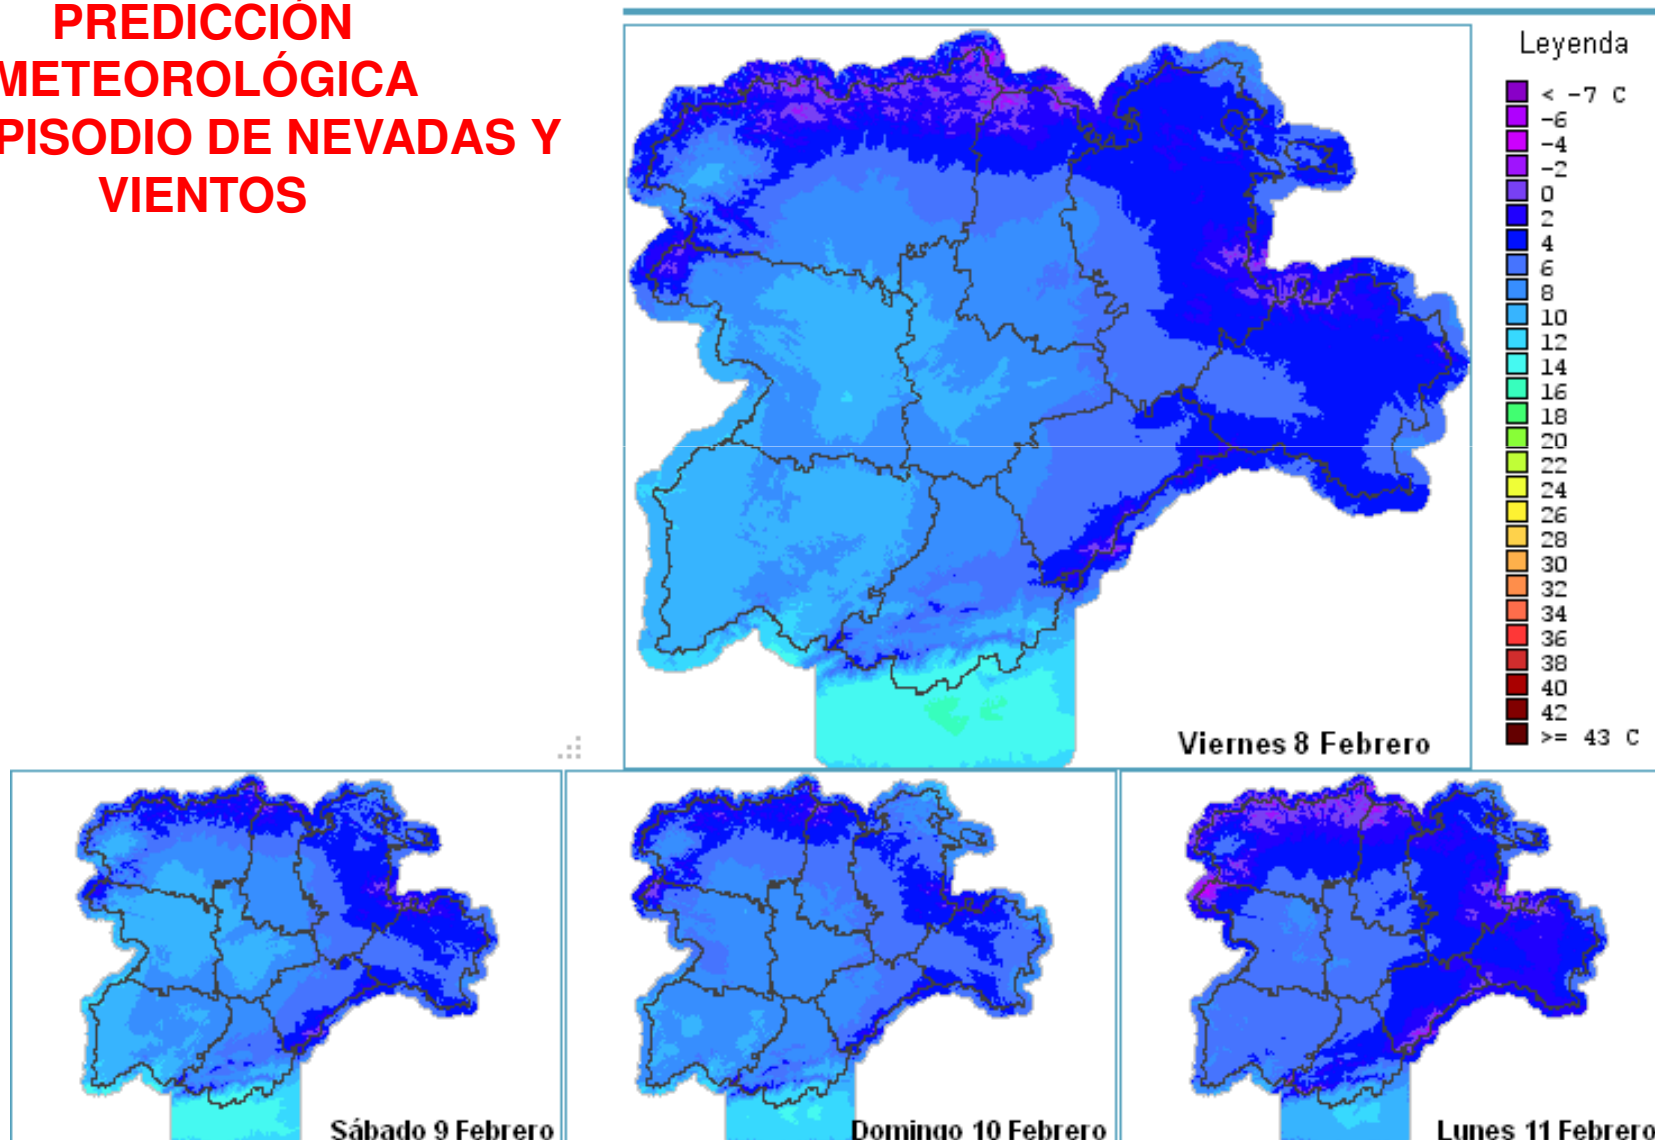 PREDICCIÓN
METEOROLÓGICA
PISODIO DE NEVADAS Y
VIENTOS
Leyenda
< -7 C
-6
-4
-2
0
2
4
6
8
10
12
14
16
18
20
22
24
26
28
30
32
34
36
38
40
42
>= 43 C
Viernes 8 Febrero
Sábado 9 Febrero
Domingo 10 Febrero
Lunes 11 Febrero